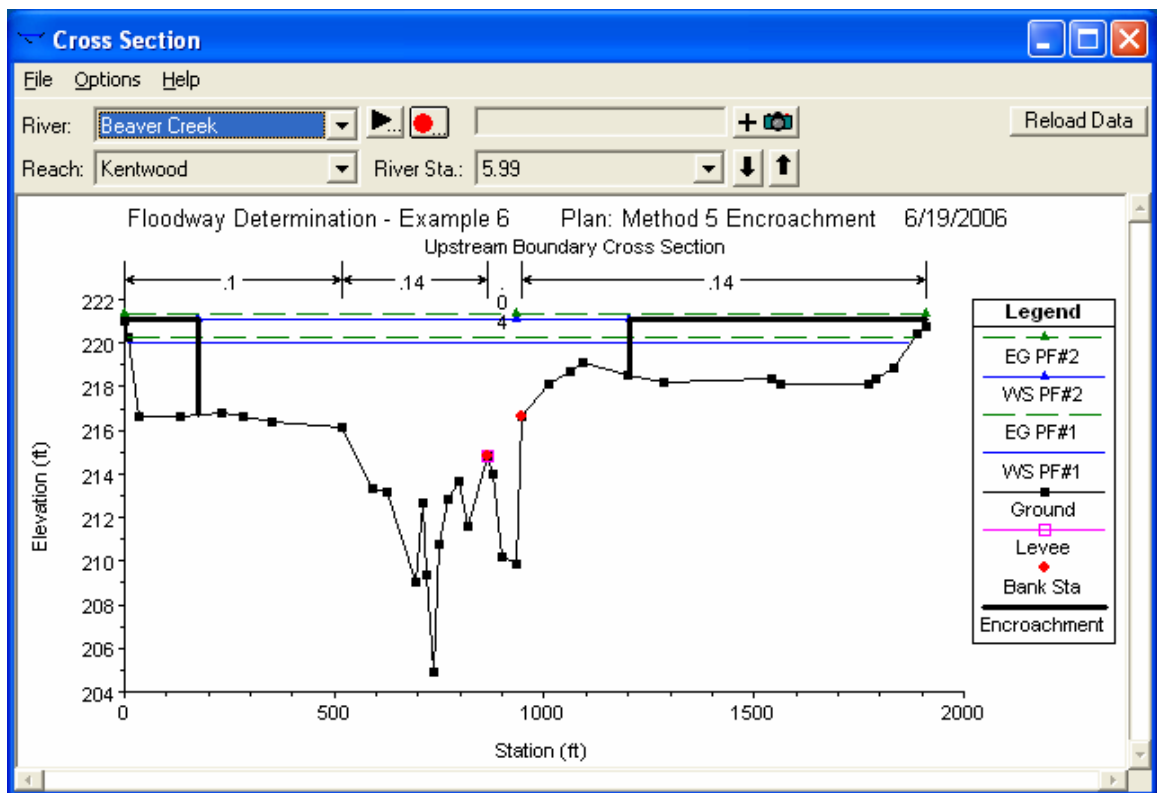 Cross Section
File Options Help
River: Beaver Creek
Reload Data
Reach: Kentwood River Sta.: 5.99
Floodway Determination - Example 6 Plan: Method 5 Encroachment 6/19/2006
Upstream Boundary Cross Section
.1 .14 .04 .14
Elevation (ft)
222
220
218
216
214
212
210
208
206
204
0 500 1000 1500 2000
Station (ft)
Legend
EG PF#2
WS PF#2
EG PF#1
WS PF#1
Ground
Levee
Bank Sta
Encroachment